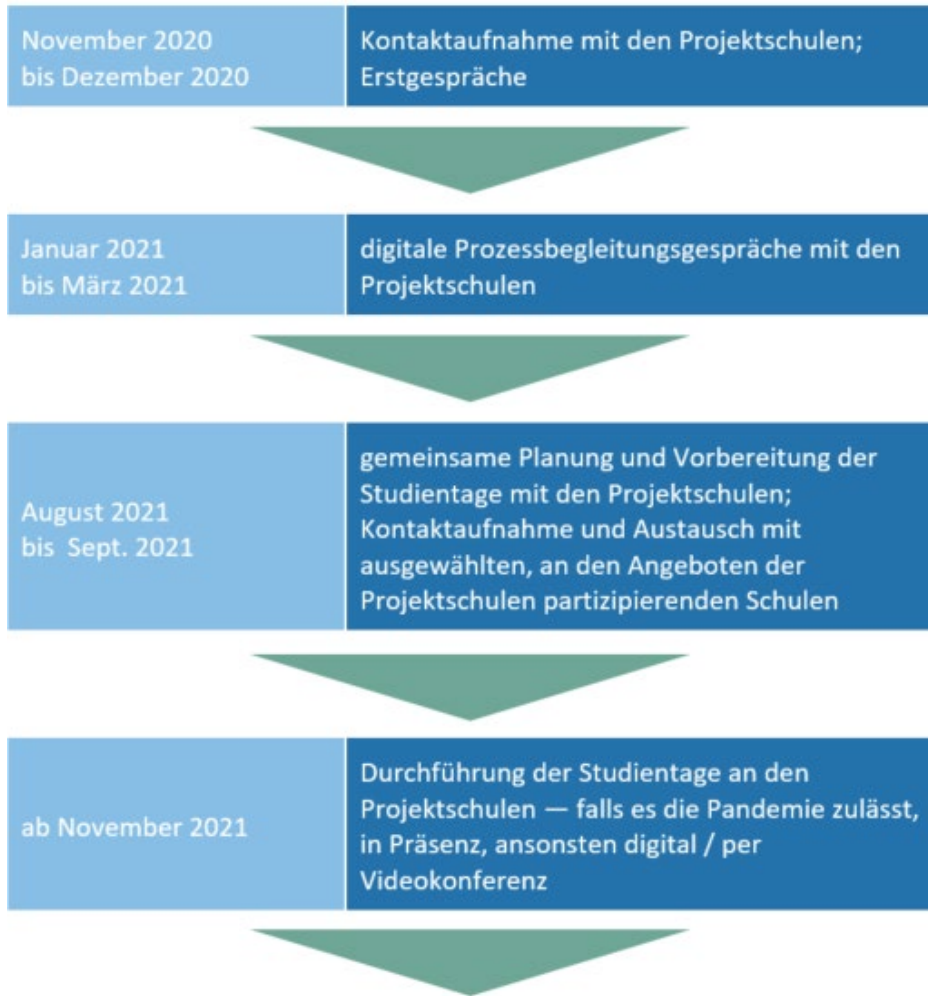 November 2020
bis Dezember 2020
Kontaktaufnahme mit den Projektschulen;
Erstgespräche
Januar 2021
bis März 2021
digitale Prozessbegleitungsgespräche mit den
Projektschulen
August 2021
bis Sept. 2021
gemeinsame Planung und Vorbereitung der
Studientage mit den Projektschulen;
Kontaktaufnahme und Austausch mit
ausgewählten, an den Angeboten der
Projektschulen partizipierenden Schulen
ab November 2021
Durchführung der Studientage an den
Projektschulen — falls es die Pandemie zulässt,
in Präsenz, ansonsten digital / per
Videokonferenz